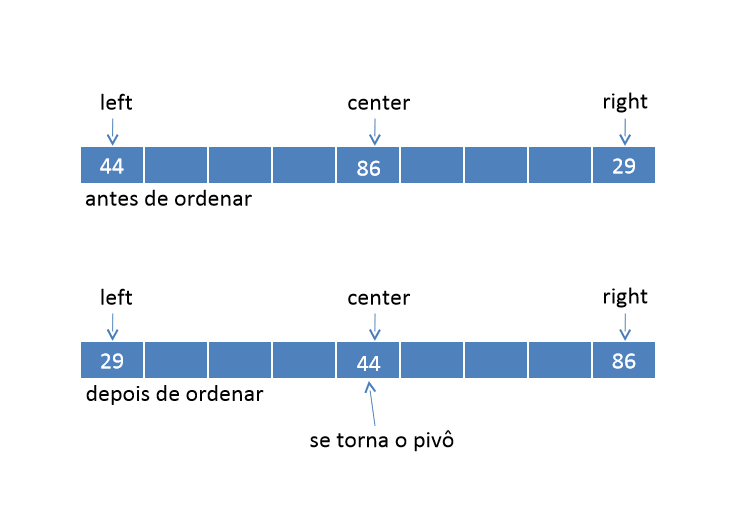 left center right
44 86 29
antes de ordenar
left center right
29 44 86
depois de ordenar
se torna o pivô